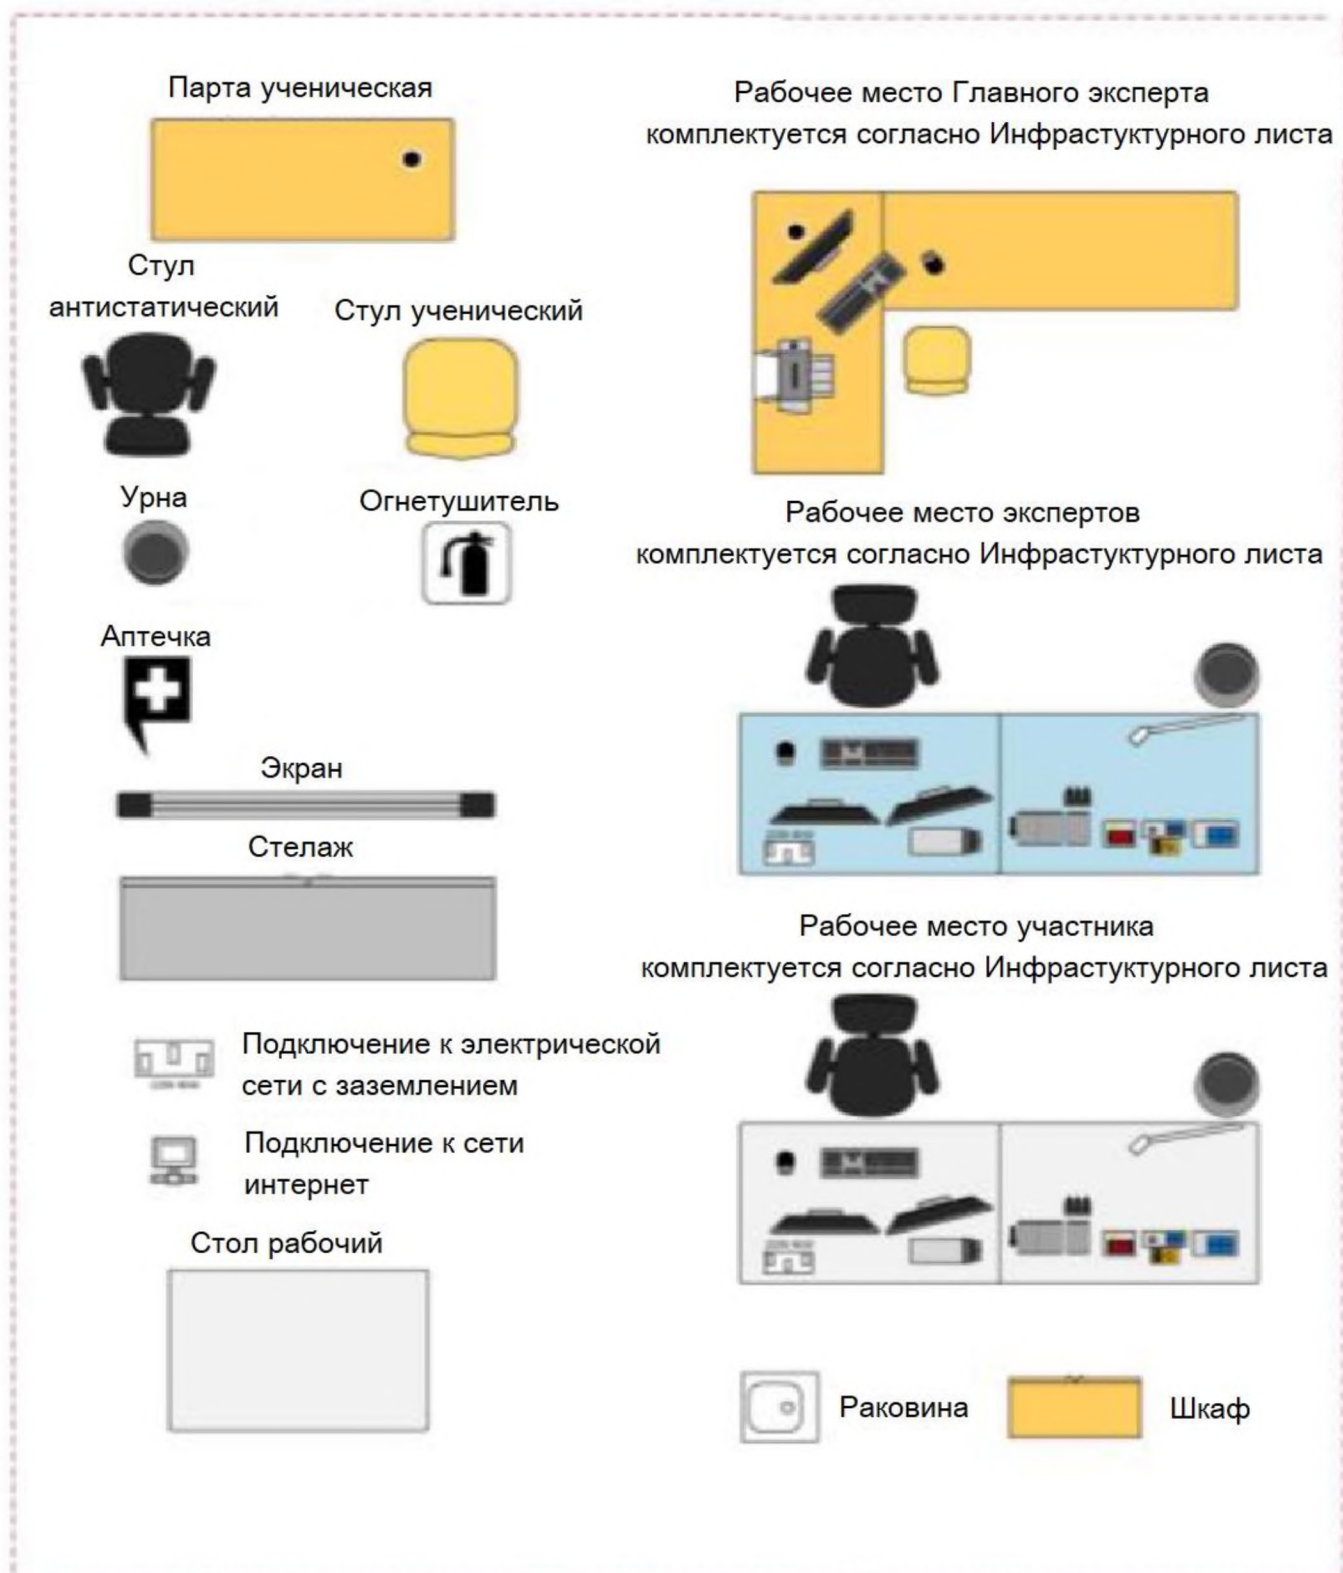 Парта ученическая
Стул
антистатический
Стул ученический
Урна
Огнетушитель
Аптечка
Экран
Стелаж
Подключение к электрической
сети с заземлением
Подключение к сети
интернет
Стол рабочий
Рабочее место Главного эксперта
комплектуется согласно Инфрастуктурного листа
Рабочее место экспертов
комплектуется согласно Инфрастуктурного листа
Рабочее место участника
комплектуется согласно Инфрастуктурного листа
Раковина
Шкаф